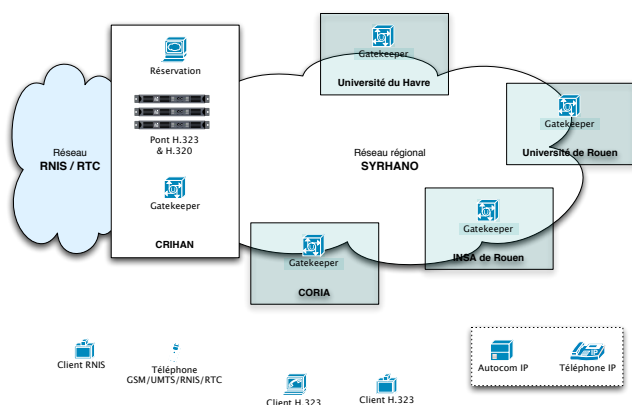 Gatekeeper
Université du Havre
Réservation
Pont H.323
& H.320
Gatekeeper
CRIHAN
Réseau
RNIS / RTC
Réseau régional
SYRHANO
Gatekeeper
Université de Rouen
Gatekeeper
INSA de Rouen
Gatekeeper
CORIA
Client RNIS
Téléphone
GSM/UMTS/RNIS/RTC
Client H.323
Client H.323
Autocom IP
Téléphone IP